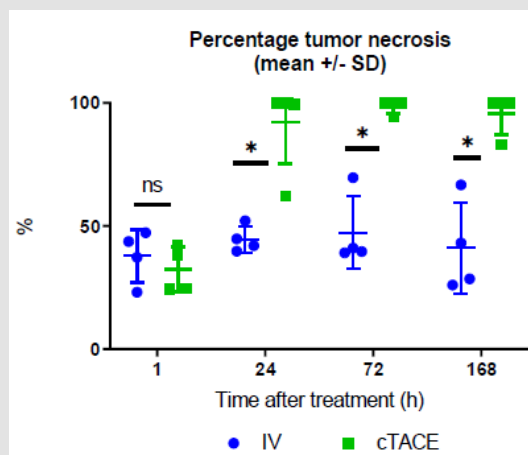 Percentage tumor necrosis
(mean +/- SD)
100
*
*
*
ns
%
50
0
1
24
72
168
Time after treatment (h)
IV
cTACE